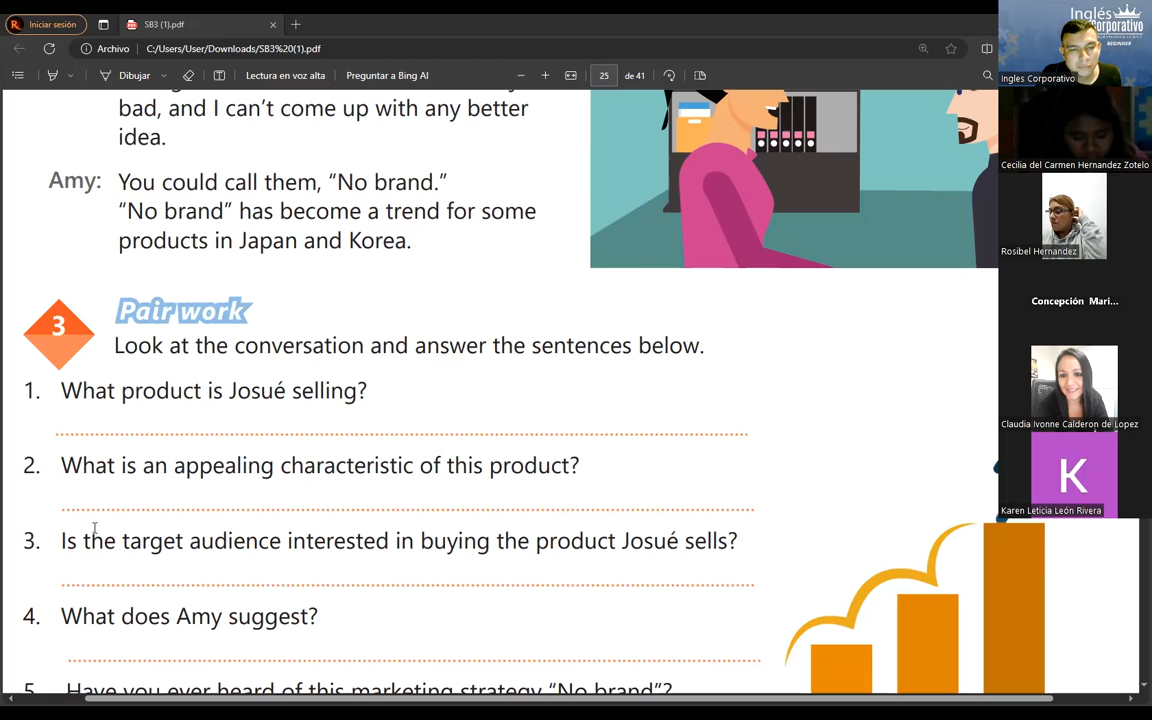 Iniciar sesión
SB3 (1).pdf
Archivo
C:/Users/User/Downloads/SB3%20(1).pdf
Dibujar
Lectura en voz alta
Preguntar a Bing AI
25
de 41
bad, and I can't come up with any better
idea.
Amy: You could call them, “No brand.”
“No brand” has become a trend for some
products in Japan and Korea.
3
Pair work
Look at the conversation and answer the sentences below.
1. What product is Josué selling?
2. What is an appealing characteristic of this product?
3. Is the target audience interested in buying the product Josué sells?
4. What does Amy suggest?
5. Have you ever heard of this marketing strategy “No brand”?
Inglés
Corporativo
BEGINNER
Ingles Corporativo
Cecilia del Carmen Hernandez Zotelo
Rosibel Hernandez
Concepción Mari...
Claudia Ivonne Calderon de Lopez
K
Karen Leticia León Rivera